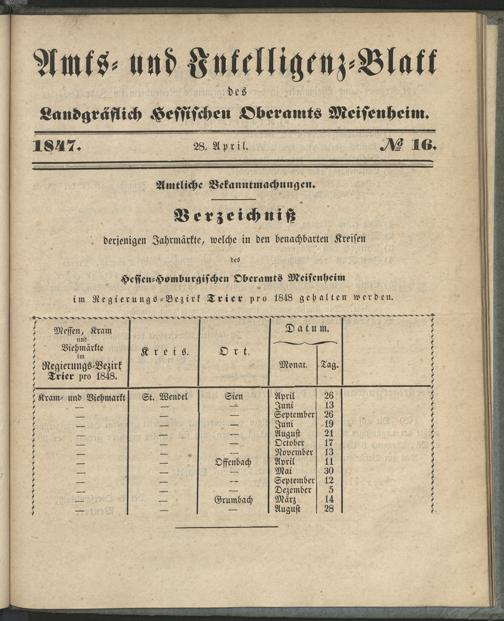 Amts- und Intelligenz-Blatt
des
Landgräflich Hessischen Oberamts Meisenheim.
1847. 28. April. № 16.
Amtliche Bekanntmachungen.
Verzeichniß
derjenigen Jahrmärkte, welche in den benachbarten Kreisen
des
Hessen-Homburgischen Oberamts Meisenheim
im Regierungs-Bezirk Trier pro 1848 gehalten werden.
Messen, Kram
und
Viehmärkte
im
Regierungs-Bezirk
Trier pro 1848.
Kreis.
Ort.
Datum.
Monat. Tag.
Kram- und Viehmarkt St. Wendel Sien April 26
— — — Juni 13
— — — September 26
— — — Juni 19
— — — August 21
— — — October 17
— — — November 13
— — Offenbach April 11
— — — Mai 30
— — — September 12
— — — Dezember 5
— — Grumbach März 14
— — — August 28